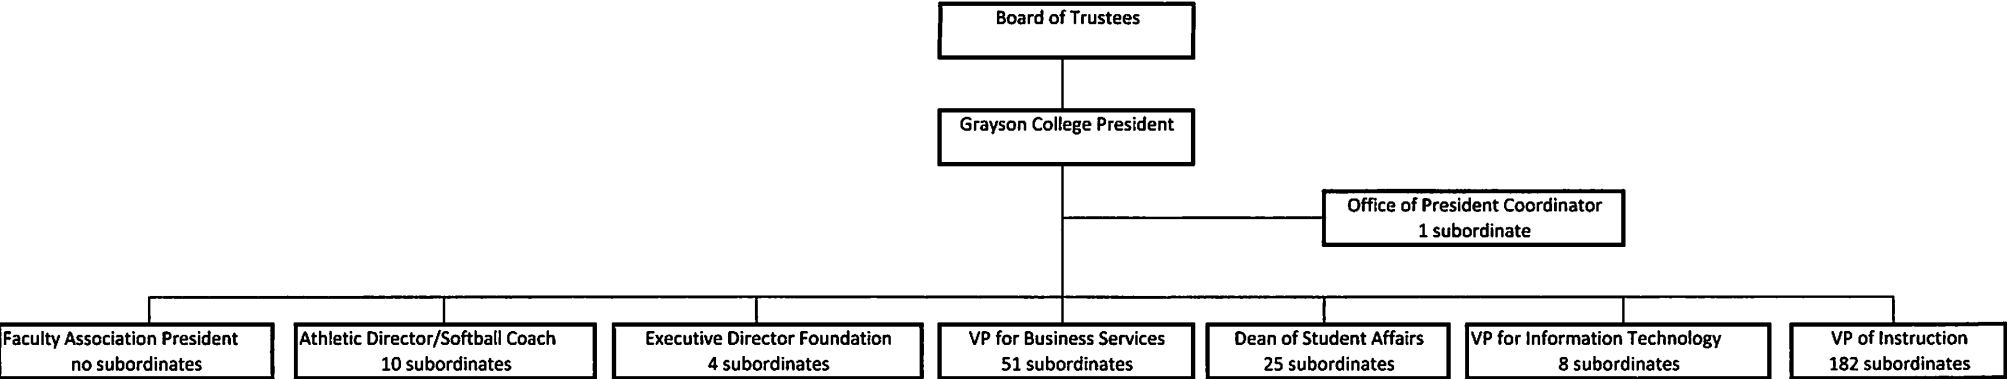 Board of Trustees
Grayson College President
Office of President Coordinator
1 subordinate
Faculty Association President
no subordinates
Athletic Director/Softball Coach
10 subordinates
Executive Director Foundation
4 subordinates
VP for Business Services
51 subordinates
Dean of Student Affairs
25 subordinates
VP for Information Technology
8 subordinates
VP of Instruction
182 subordinates